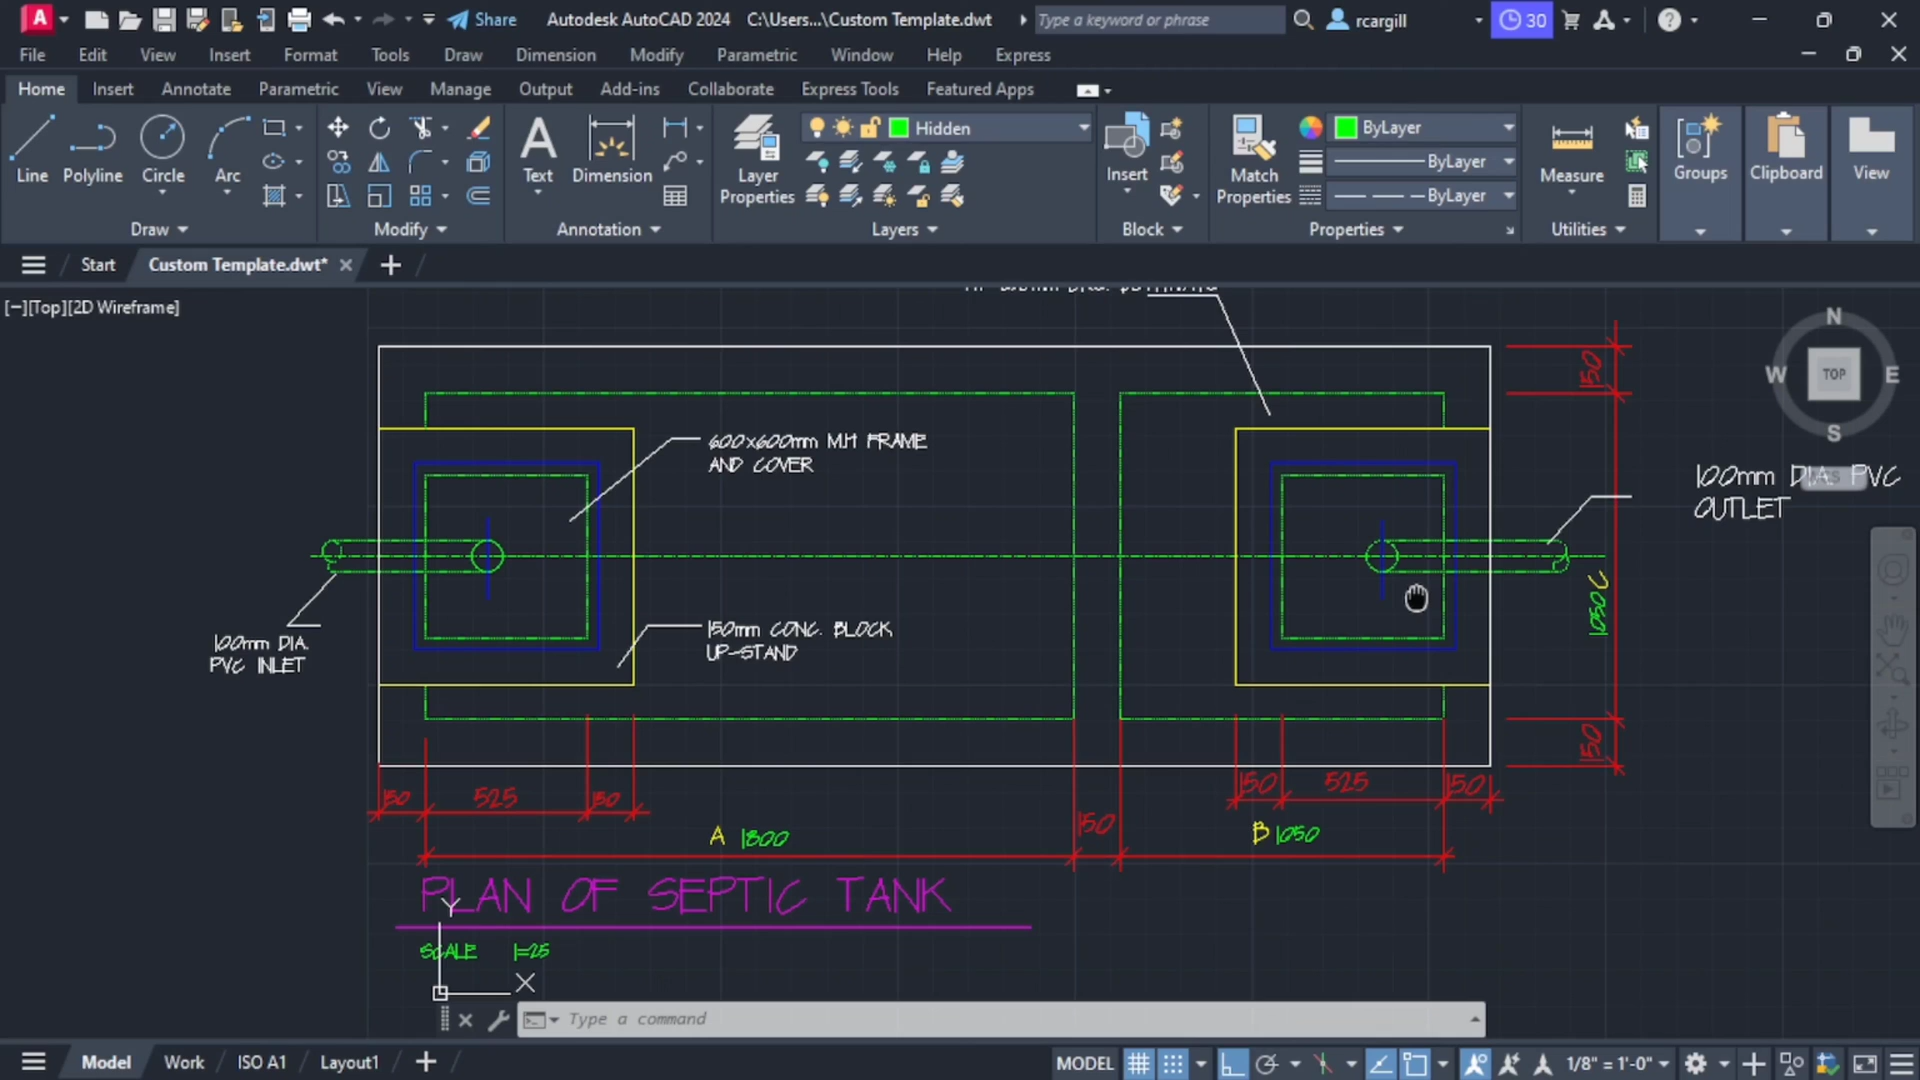 Share Autodesk AutoCAD 2024 C:\Users...\Custom Template.dwt Type a keyword or phrase rcargill 30
File Edit View Insert Format Tools Draw Dimension Modify Parametric Window Help Express
Home Insert Annotate Parametric View Manage Output Add-ins Collaborate Express Tools Featured Apps
Hidden ByLayer
Line Polyline Circle Arc Text Dimension Layer Properties Insert Match Properties ByLayer Measure Groups Clipboard View
ByLayer
Draw Modify Annotation Layers Block Properties Utilities
Start Custom Template.dwt*
[−][Top][2D Wireframe]
N
W TOP E
S
150
600x600mm M.H FRAME
AND COVER
100mm DIA. PVC
OUTLET
1050 C
100mm DIA.
PVC INLET
150mm CONC. BLOCK
UP-STAND
150
150 525 150
150 525 150
A 1800 150 B 1050
PLAN OF SEPTIC TANK
Y
SCALE 1=25
X
Type a command
Model Work ISO A1 Layout1 MODEL 1/8" = 1'-0"